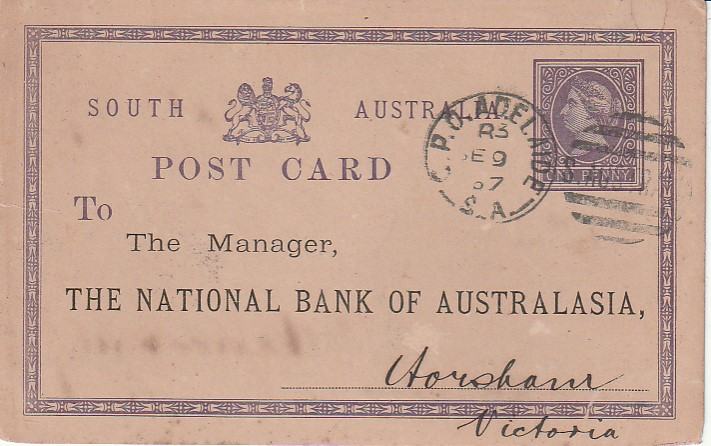 SOUTH AUSTRALIA
POST CARD
G.P.O. ADELAIDE
R3
SE 9
87
S.A
ONE PENNY
To
The Manager,
THE NATIONAL BANK OF AUSTRALASIA,
Horsham
Victoria